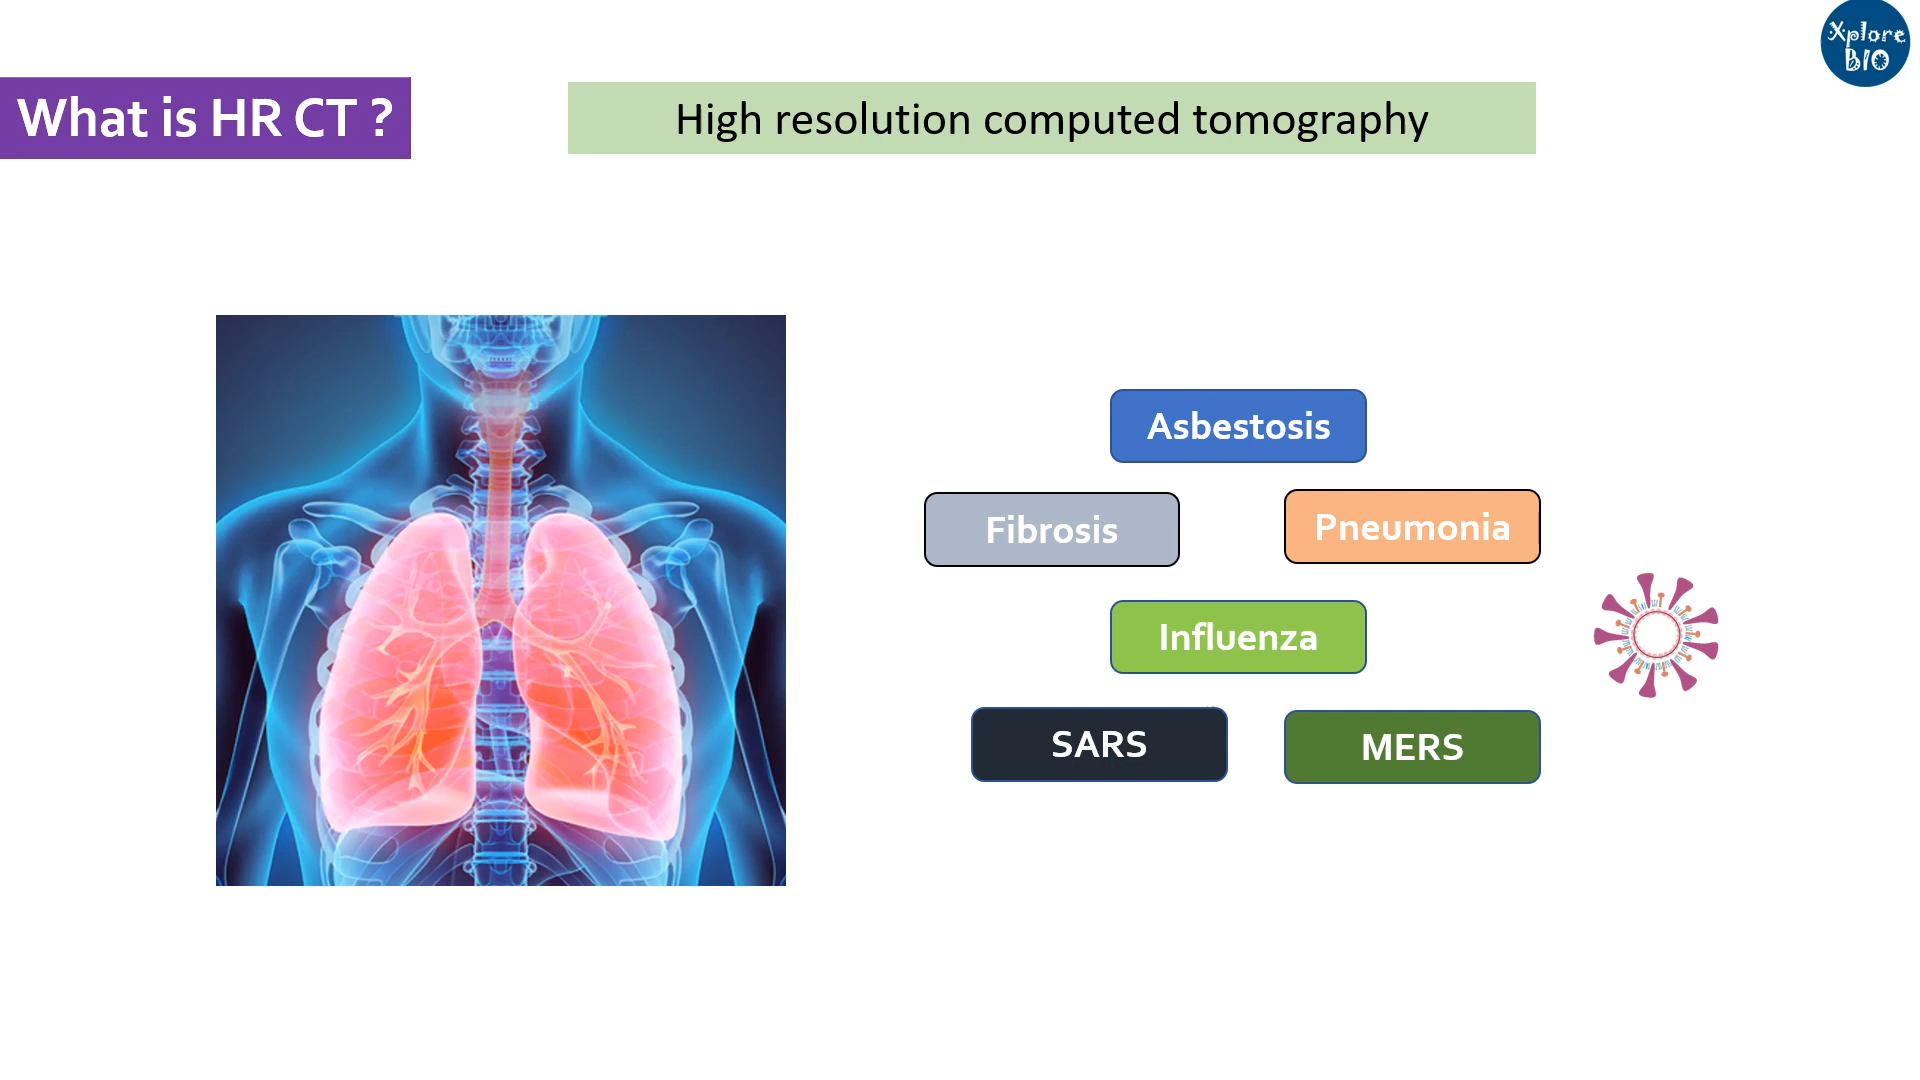 Xplore
BIO
What is HR CT ?
High resolution computed tomography
Asbestosis
Fibrosis
Pneumonia
Influenza
SARS
MERS